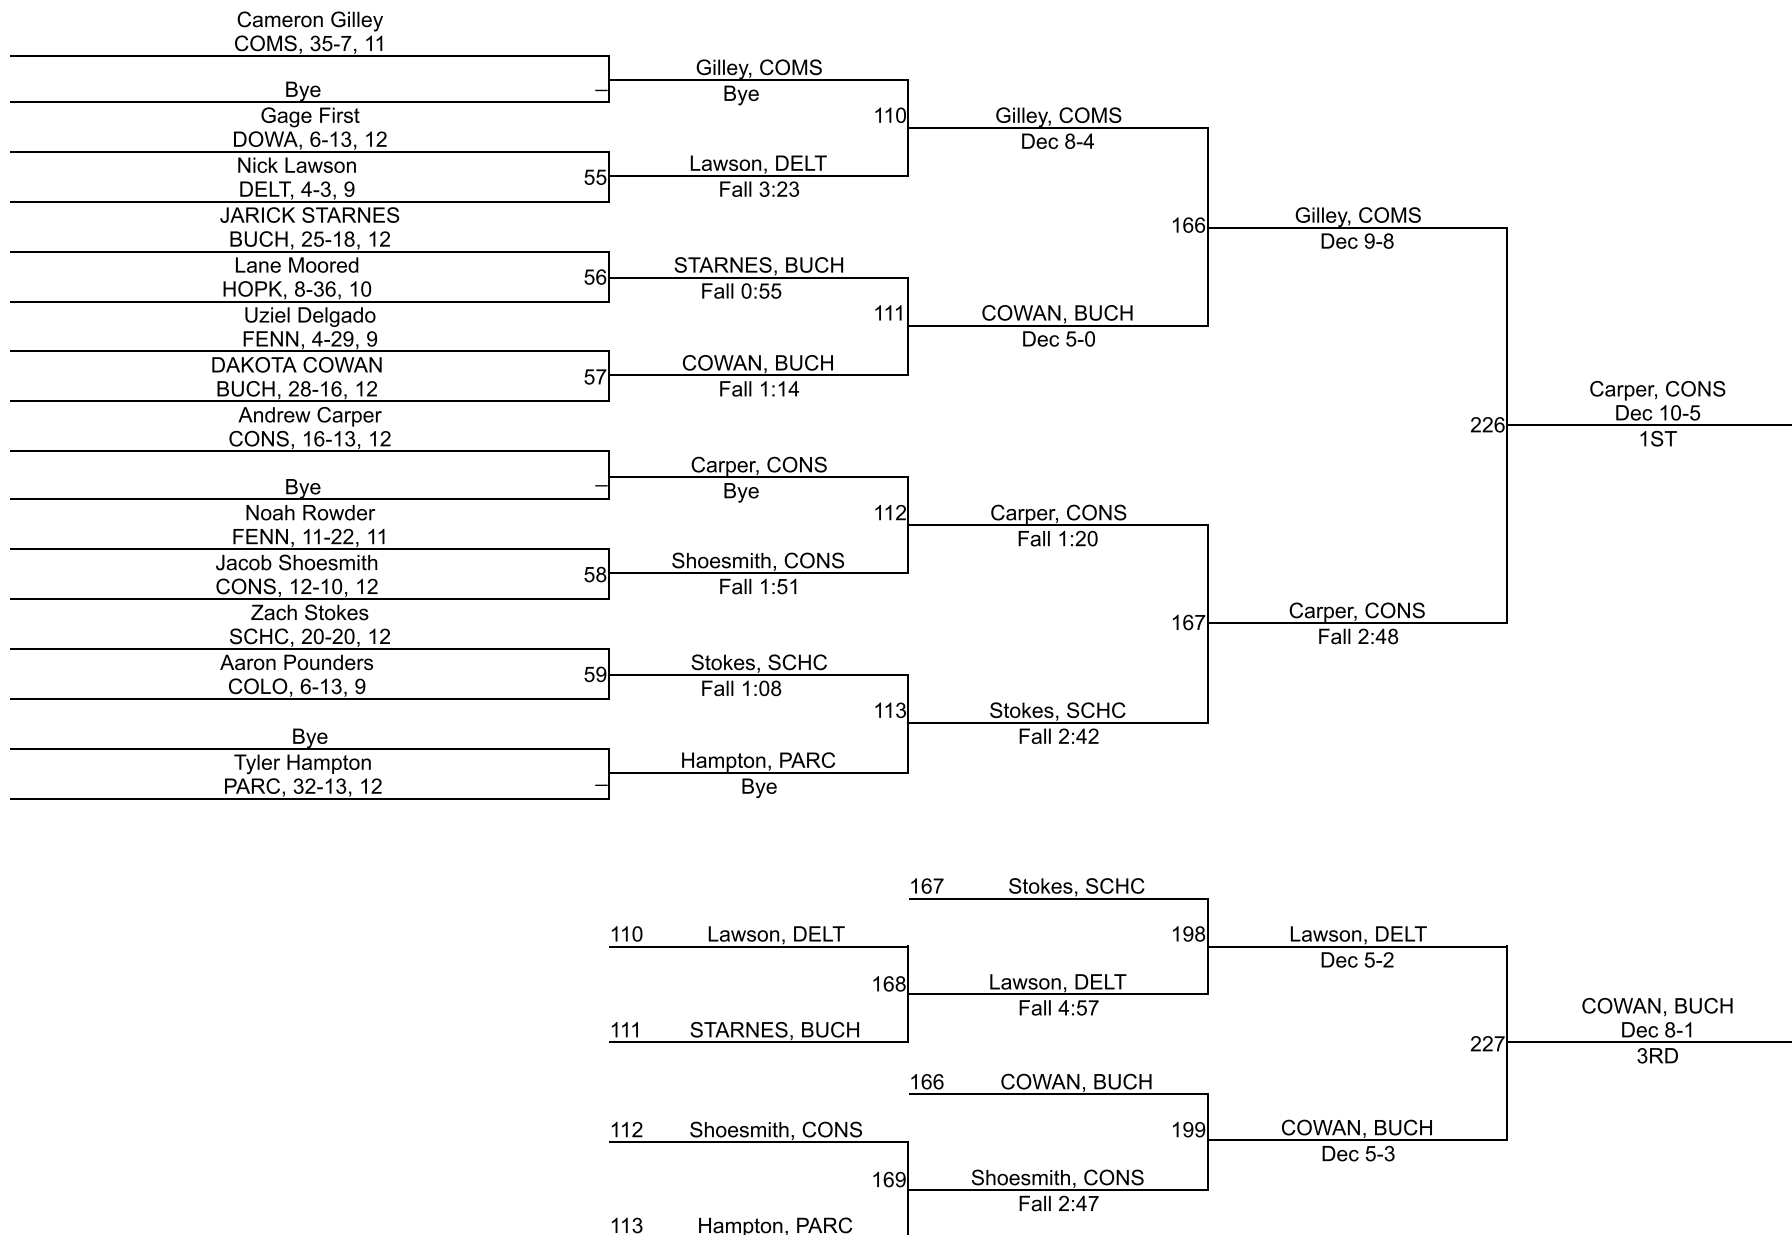 Cameron Gilley
COMS, 35-7, 11
Bye
–
Gage First
DOWA, 6-13, 12
Nick Lawson
DELT, 4-3, 9
55
JARICK STARNES
BUCH, 25-18, 12
Lane Moored
HOPK, 8-36, 10
56
Uziel Delgado
FENN, 4-29, 9
DAKOTA COWAN
BUCH, 28-16, 12
57
Andrew Carper
CONS, 16-13, 12
Bye
–
Noah Rowder
FENN, 11-22, 11
Jacob Shoesmith
CONS, 12-10, 12
58
Zach Stokes
SCHC, 20-20, 12
Aaron Pounders
COLO, 6-13, 9
59
Bye
Tyler Hampton
PARC, 32-13, 12
–
Gilley, COMS
Bye
110
Lawson, DELT
Fall 3:23
STARNES, BUCH
Fall 0:55
111
COWAN, BUCH
Fall 1:14
Carper, CONS
Bye
112
Shoesmith, CONS
Fall 1:51
Stokes, SCHC
Fall 1:08
113
Hampton, PARC
Bye
Gilley, COMS
Dec 8-4
166
COWAN, BUCH
Dec 5-0
Carper, CONS
Fall 1:20
167
Stokes, SCHC
Fall 2:42
Gilley, COMS
Dec 9-8
226
Carper, CONS
Fall 2:48
Carper, CONS
Dec 10-5
1ST
167 Stokes, SCHC
110 Lawson, DELT
198
168
Lawson, DELT
Fall 4:57
111 STARNES, BUCH
Lawson, DELT
Dec 5-2
166 COWAN, BUCH
112 Shoesmith, CONS
199
169
Shoesmith, CONS
Fall 2:47
113 Hampton, PARC
COWAN, BUCH
Dec 5-3
227
COWAN, BUCH
Dec 8-1
3RD